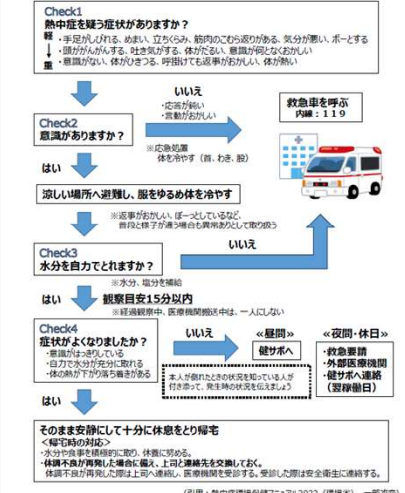 Check1
熱中症を疑う症状がありますか？
軽
・手足がしびれる、めまい、立ちくらみ、筋肉のこむら返りがある、気分が悪い、ボーとする
・頭ががんがんする、吐き気がする、体がだるい、意識が何となくおかしい
・意識がない、体がひきつる、呼掛けても返事がおかしい、体が熱い
重
いいえ
・応答が鈍い
・言動がおかしい
救急車を呼ぶ
内線：１１９
Check2
意識がありますか？
※応急処置
体を冷やす（首、わき、股）
はい
涼しい場所へ避難し、服をゆるめ体を冷やす
※返事がおかしい、ぼーっとしているなど、
普段と様子が違う場合も異常ありとして取り扱う
Check3
水分を自力でとれますか？
いいえ
※水分、塩分を補給
はい
観察目安15分以内
※経過観察中、医療機関搬送中は、一人にしない
Check4
症状がよくなりましたか？
・意識がはっきりしている
・自力で水分が充分に取れる
・体の熱が下がり落ち着きがある
いいえ
≪昼間≫
健サポへ
≪夜間・休日≫
・救急要請
・外部医療機関
・健サポへ連絡
（翌稼働日）
本人が倒れたときの状況を知っている人が
付き添って、発生時の状況を伝えましょう
はい
そのまま安静にして十分に休息をとり帰宅
＜帰宅時の対応＞
・水分や食事を積極的に取り、休養に努める。
・体調不良が再発した場合に備え、上司と連絡先を交換しておく。
体調不良が再発した際は上司へ連絡し、医療機関を受診する。受診した際は安全衛生に連絡する。
（引用：熱中症環境保健マニュアル2022（環境省） 一部改変）